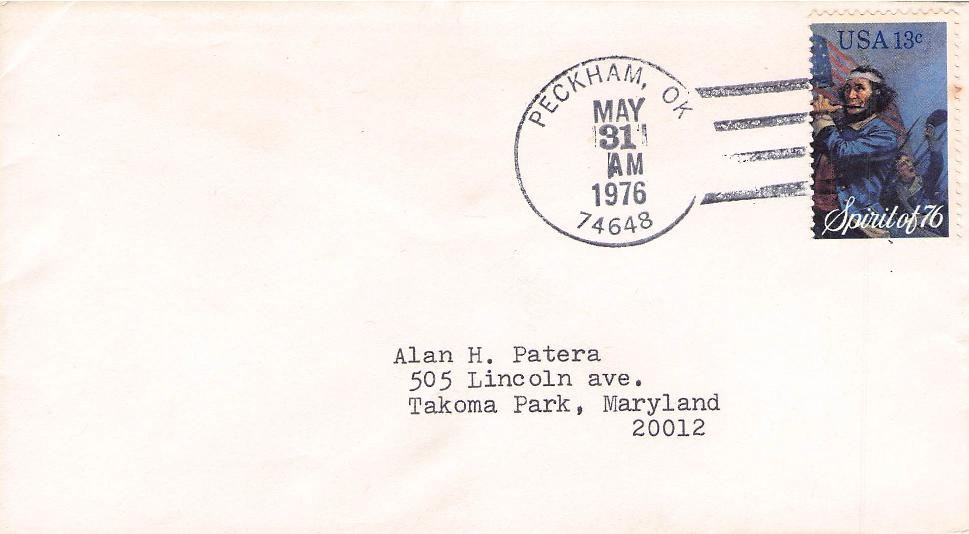 PECKHAM, OK
MAY
31
AM
1976
74648
USA 13c
Spirit of 76
Alan H. Patera
505 Lincoln ave.
Takoma Park, Maryland
20012